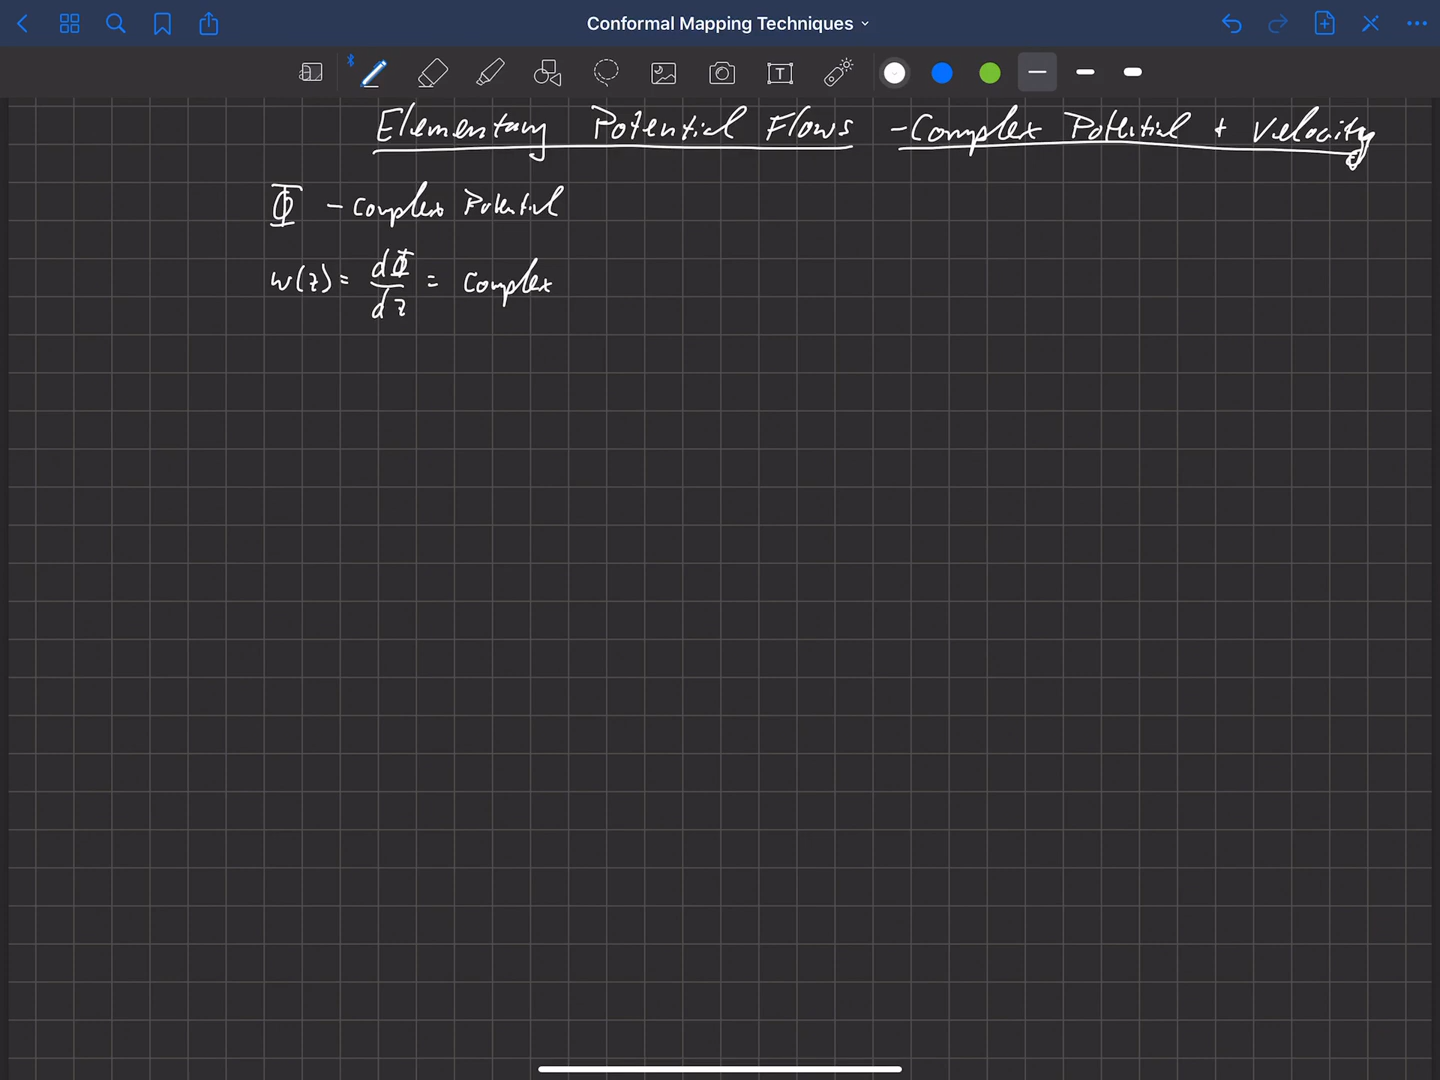 Conformal Mapping Techniques
Elementary Potential Flows - Complex Potential + Velocity
Φ - Complex Potential
w(z) = dΦ/dz = Complex